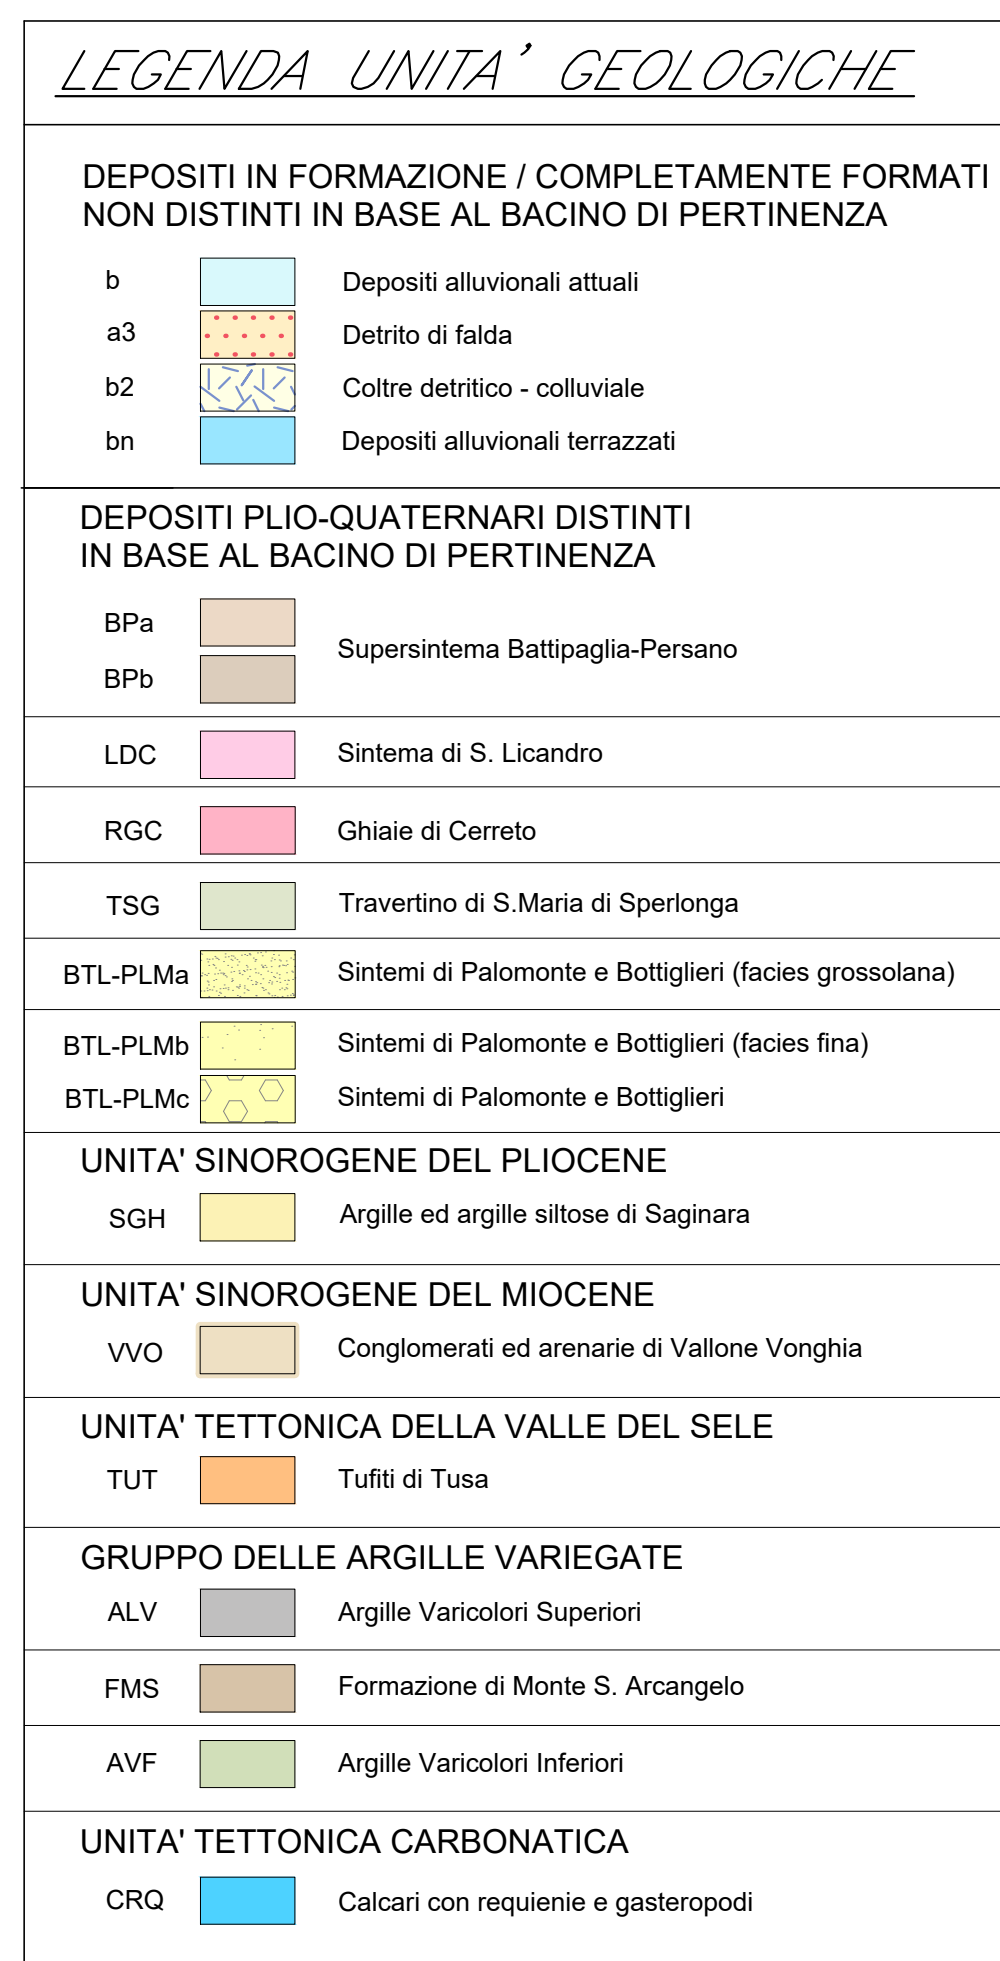 LEGENDA UNITA' GEOLOGICHE
DEPOSITI IN FORMAZIONE / COMPLETAMENTE FORMATI
NON DISTINTI IN BASE AL BACINO DI PERTINENZA
b Depositi alluvionali attuali
a3 Detrito di falda
b2 Coltre detritico - colluviale
bn Depositi alluvionali terrazzati
DEPOSITI PLIO-QUATERNARI DISTINTI
IN BASE AL BACINO DI PERTINENZA
BPa
Supersintema Battipaglia-Persano
BPb
LDC Sintema di S. Licandro
RGC Ghiaie di Cerreto
TSG Travertino di S.Maria di Sperlonga
BTL-PLMa Sintemi di Palomonte e Bottiglieri (facies grossolana)
BTL-PLMb Sintemi di Palomonte e Bottiglieri (facies fina)
BTL-PLMc Sintemi di Palomonte e Bottiglieri
UNITA' SINOROGENE DEL PLIOCENE
SGH Argille ed argille siltose di Saginara
UNITA' SINOROGENE DEL MIOCENE
VVO Conglomerati ed arenarie di Vallone Vonghia
UNITA' TETTONICA DELLA VALLE DEL SELE
TUT Tufiti di Tusa
GRUPPO DELLE ARGILLE VARIEGATE
ALV Argille Varicolori Superiori
FMS Formazione di Monte S. Arcangelo
AVF Argille Varicolori Inferiori
UNITA' TETTONICA CARBONATICA
CRQ Calcari con requienie e gasteropodi